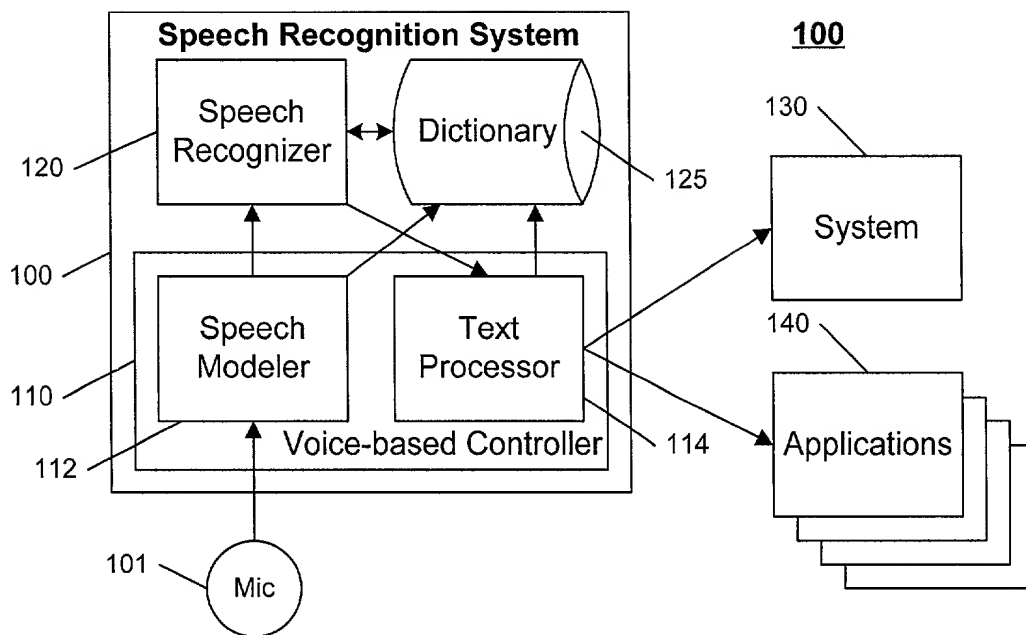 Speech Recognition System
100
Speech
Recognizer
Dictionary
120
125
130
System
100
Speech
Modeler
Text
Processor
110
140
Applications
Voice-based Controller
112
114
101
Mic